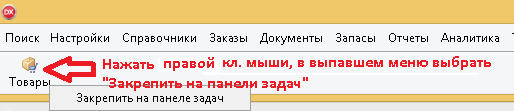 DX
Поиск Настройки Справочники Заказы Документы Запасы Отчеты Аналитика
Нажать правой кл. мыши, в выпавшем меню выбрать
"Закрепить на панели задач"
Товары
Закрепить на панеле задач